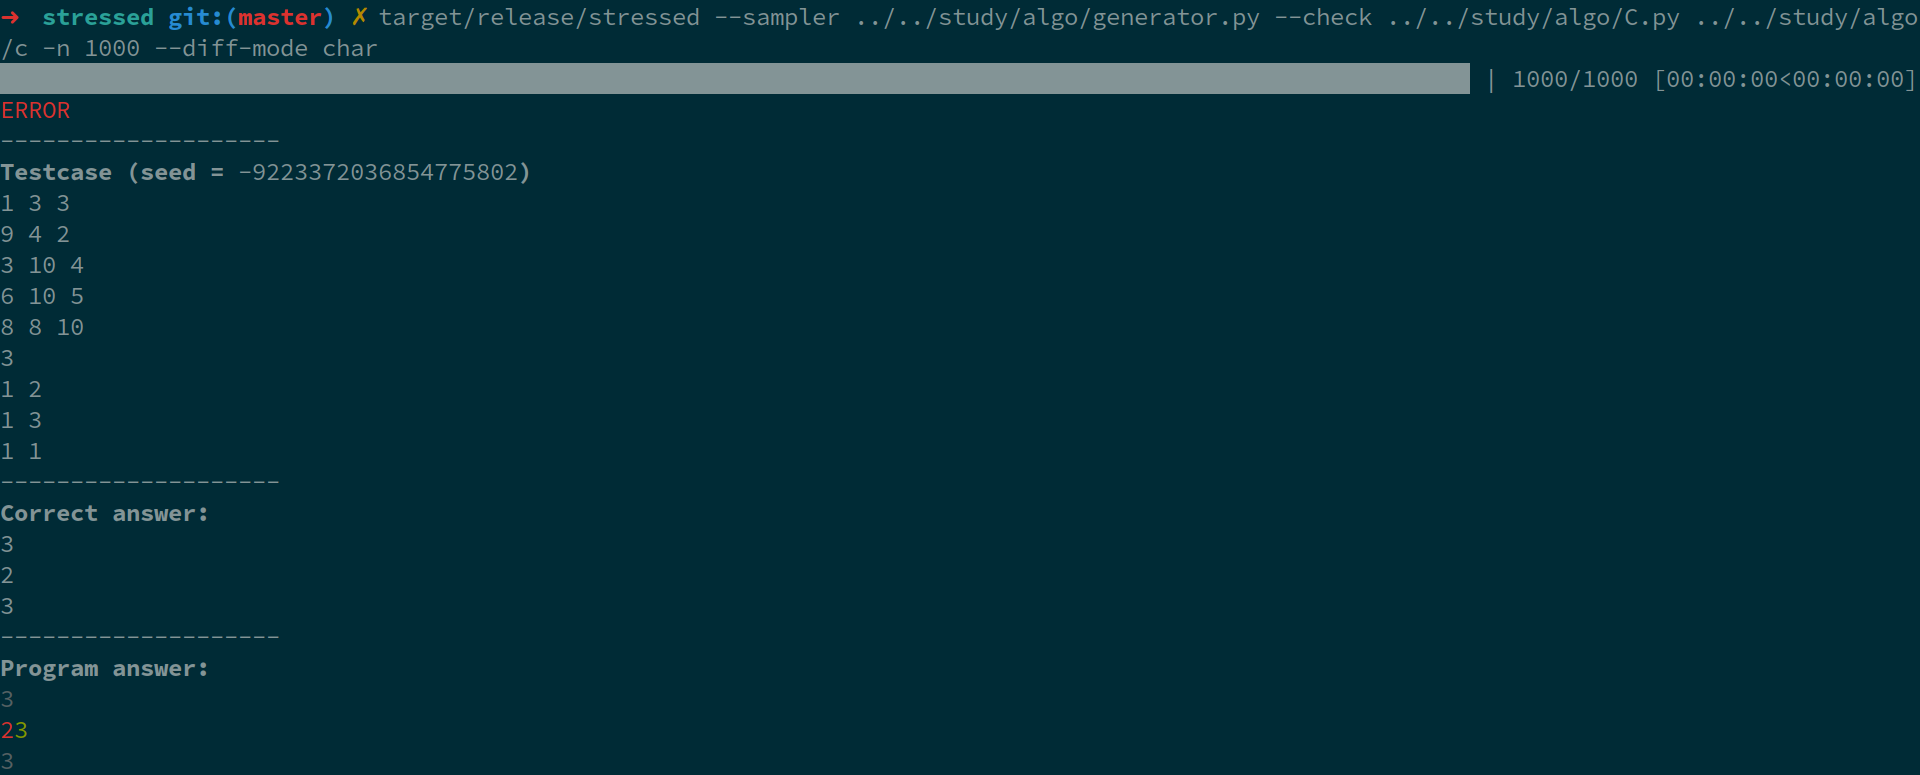 ➜ stressed git:(master) ✗ target/release/stressed --sampler ../../study/algo/generator.py --check ../../study/algo/C.py ../../study/algo
/c -n 1000 --diff-mode char
| 1000/1000 [00:00:00<00:00:00]
ERROR
--------------------
Testcase (seed = -9223372036854775802)
1 3 3
9 4 2
3 10 4
6 10 5
8 8 10
3
1 2
1 3
1 1
--------------------
Correct answer:
3
2
3
--------------------
Program answer:
3
23
3